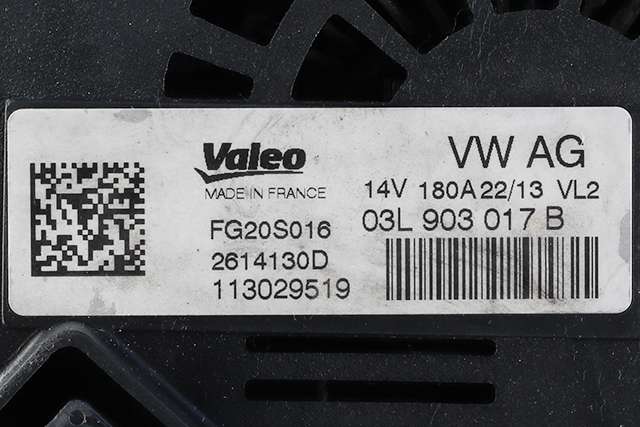 Valeo
MADE IN FRANCE
FG20S016
2614130D
113029519
VW AG
14V 180A 22/13 VL2
03L 903 017 B